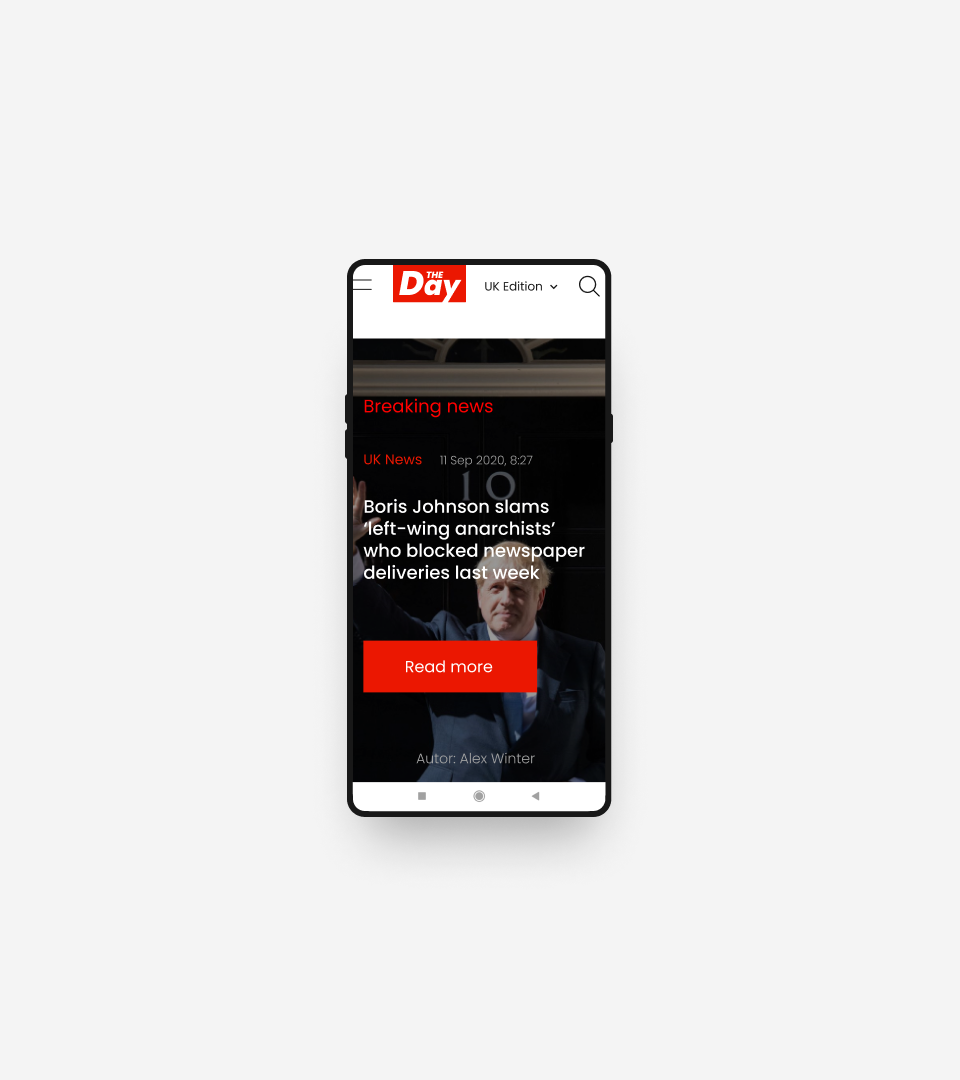 THE
Day
UK Edition
Breaking news
UK News 11 Sep 2020, 8:27
10
Boris Johnson slams
‘left-wing anarchists’
who blocked newspaper
deliveries last week
Read more
Autor: Alex Winter